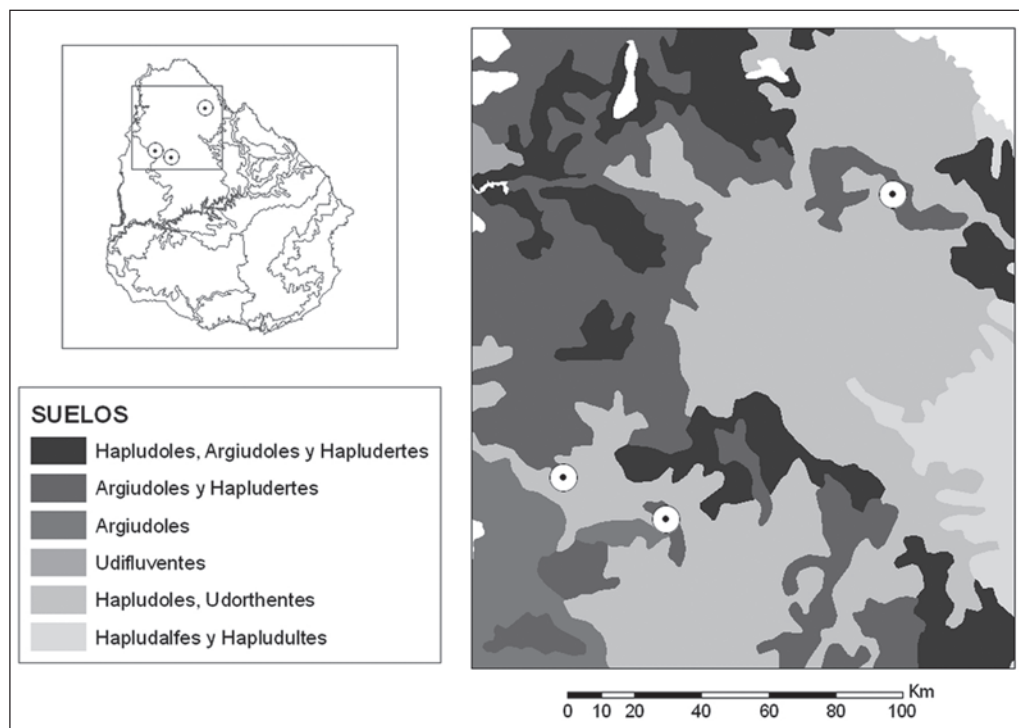 SUELOS
Hapludoles, Argiudoles y Hapludertes
Argiudoles y Hapludertes
Argiudoles
Udifluventes
Hapludoles, Udorthentes
Hapludalfes y Hapludultes
Km
0 10 20 40 60 80 100